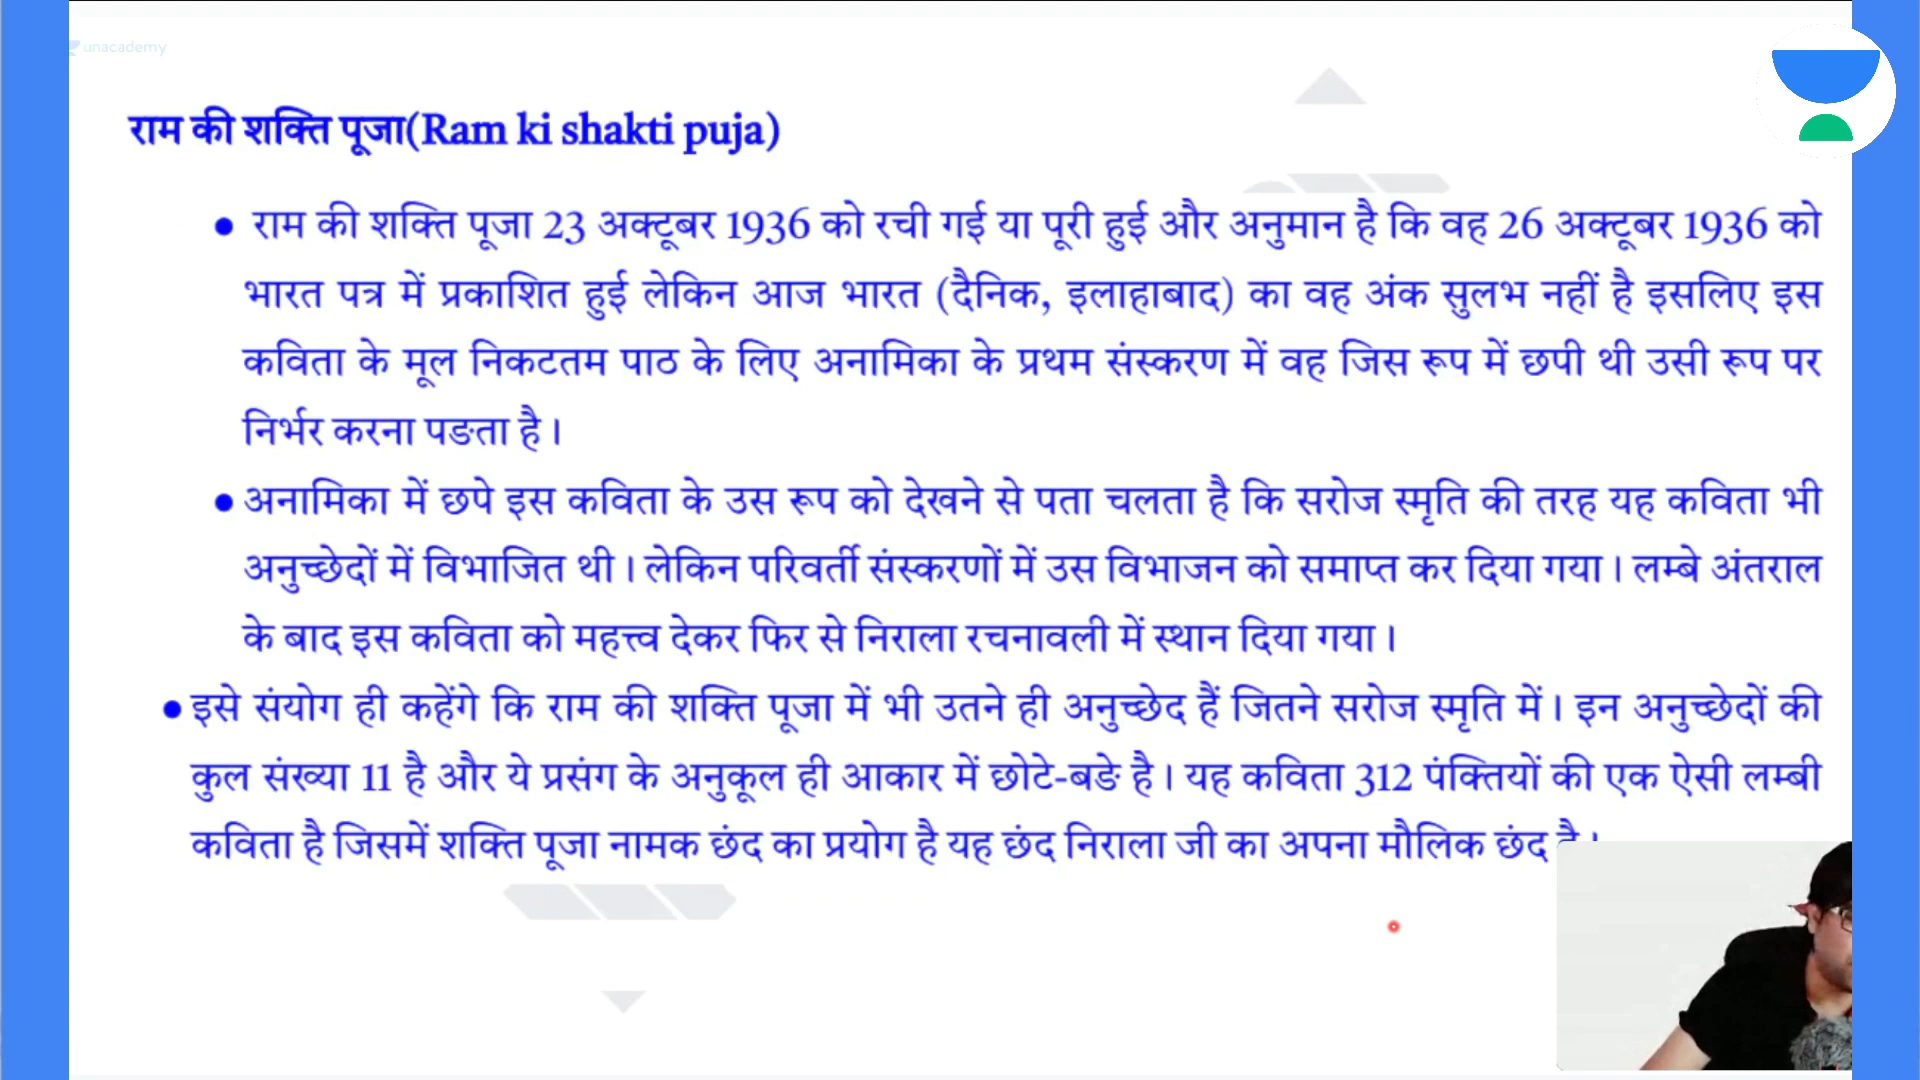 unacademy
राम की शक्ति पूजा(Ram ki shakti puja)
● राम की शक्ति पूजा 23 अक्टूबर 1936 को रची गई या पूरी हुई और अनुमान है कि वह 26 अक्टूबर 1936 को
भारत पत्र में प्रकाशित हुई लेकिन आज भारत (दैनिक, इलाहाबाद) का वह अंक सुलभ नहीं है इसलिए इस
कविता के मूल निकटतम पाठ के लिए अनामिका के प्रथम संस्करण में वह जिस रूप में छपी थी उसी रूप पर
निर्भर करना पङता है।
● अनामिका में छपे इस कविता के उस रूप को देखने से पता चलता है कि सरोज स्मृति की तरह यह कविता भी
अनुच्छेदों में विभाजित थी। लेकिन परिवर्ती संस्करणों में उस विभाजन को समाप्त कर दिया गया। लम्बे अंतराल
के बाद इस कविता को महत्त्व देकर फिर से निराला रचनावली में स्थान दिया गया।
● इसे संयोग ही कहेंगे कि राम की शक्ति पूजा में भी उतने ही अनुच्छेद हैं जितने सरोज स्मृति में। इन अनुच्छेदों की
कुल संख्या 11 है और ये प्रसंग के अनुकूल ही आकार में छोटे-बङे है। यह कविता 312 पंक्तियों की एक ऐसी लम्बी
कविता है जिसमें शक्ति पूजा नामक छंद का प्रयोग है यह छंद निराला जी का अपना मौलिक छंद है।